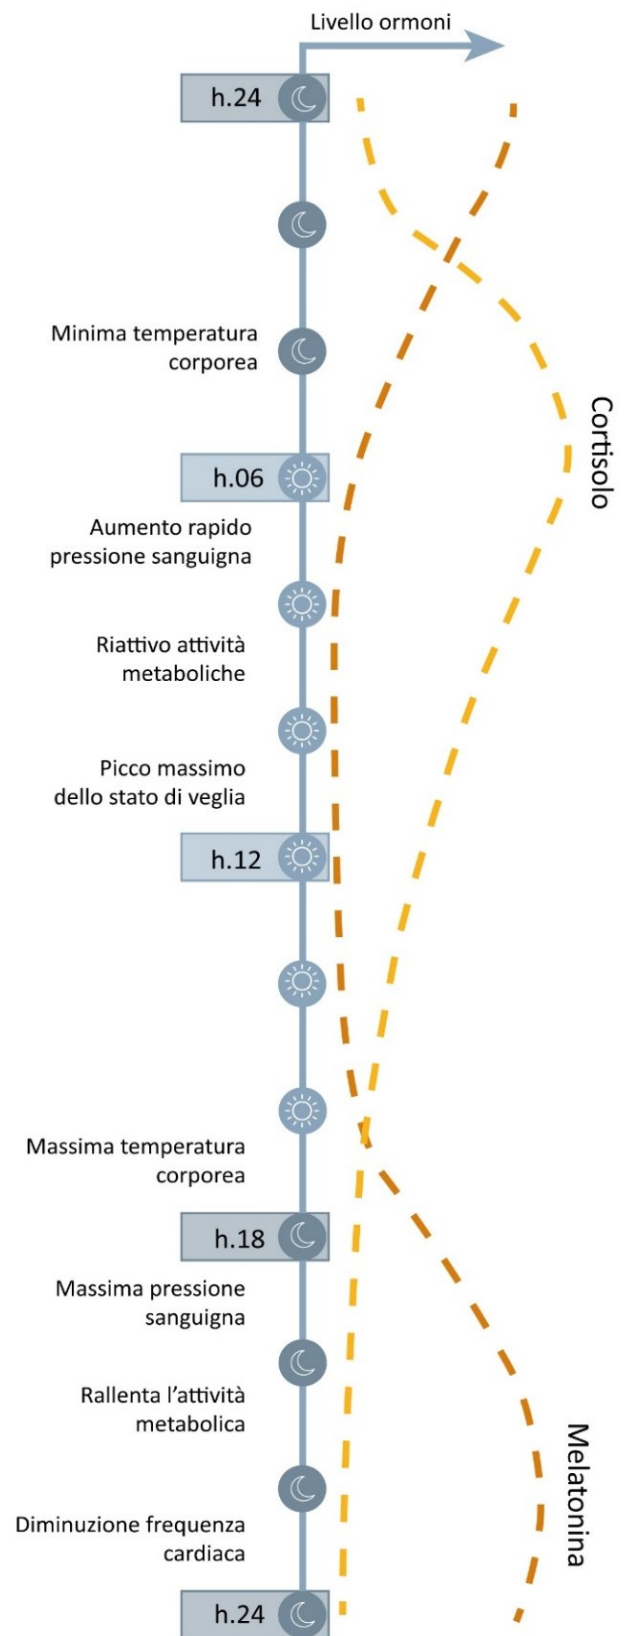 Livello ormoni
h.24
Minima temperatura
corporea
Cortisolo
h.06
Aumento rapido
pressione sanguigna
Riattivo attività
metaboliche
Picco massimo
dello stato di veglia
h.12
Massima temperatura
corporea
h.18
Massima pressione
sanguigna
Rallenta l'attività
metabolica
Melatonina
Diminuzione frequenza
cardiaca
h.24